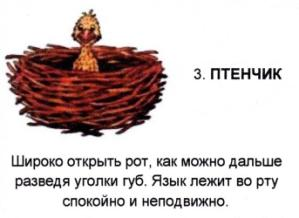 3. ПТЕНЧИК
Широко открыть рот, как можно дальше
разведя уголки губ. Язык лежит во рту
спокойно и неподвижно.